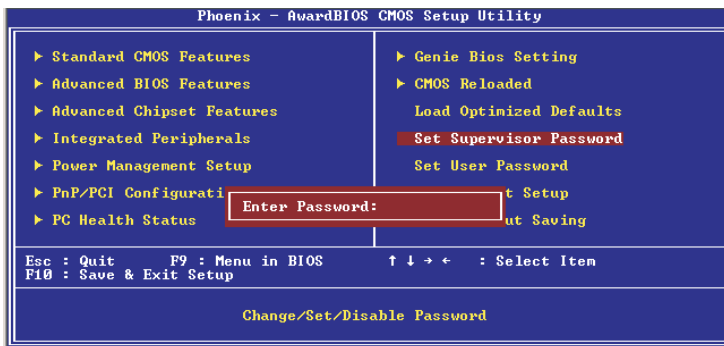 Phoenix - AwardBIOS CMOS Setup Utility
▶ Standard CMOS Features
▶ Advanced BIOS Features
▶ Advanced Chipset Features
▶ Integrated Peripherals
▶ Power Management Setup
▶ PnP/PCI Configurati
▶ PC Health Status
▶ Genie Bios Setting
▶ CMOS Reloaded
Load Optimized Defaults
Set Supervisor Password
Set User Password
t Setup
ut Saving
Enter Password:
Esc : Quit F9 : Menu in BIOS ↑ ↓ → ← : Select Item
F10 : Save & Exit Setup
Change/Set/Disable Password